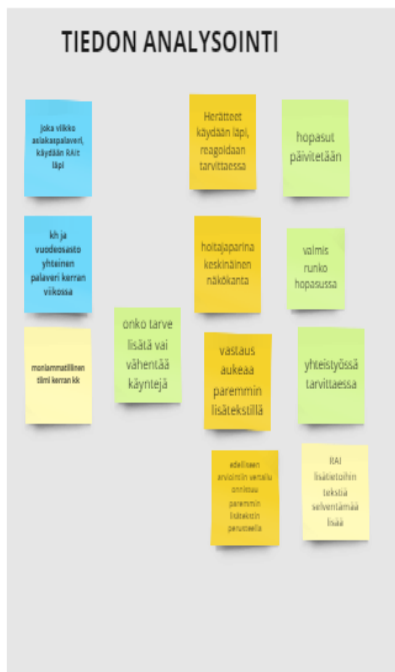 TIEDON ANALYSOINTI
joka viikko
asiakaspalaveri,
käydään RAIt
läpi
kh ja
vuodeosasto
yhteinen
palaveri kerran
viikossa
moniammatillinen
tiimi kerran kk
onko tarve
lisätä vai
vähentää
käyntejä
Herätteet
käydään läpi,
reagoidaan
tarvittaessa
hoitajaparina
keskinäinen
näkökanta
vastaus
aukeaa
paremmin
lisätekstillä
edelliseen
arviointiin vertailu
onnistuu
paremmin
lisätekstin
perusteella
hopasut
päivitetään
valmis
runko
hopasussa
yhteistyössä
tarvittaessa
RAI
lisätietoihin
tekstiä
selventämää
lisää